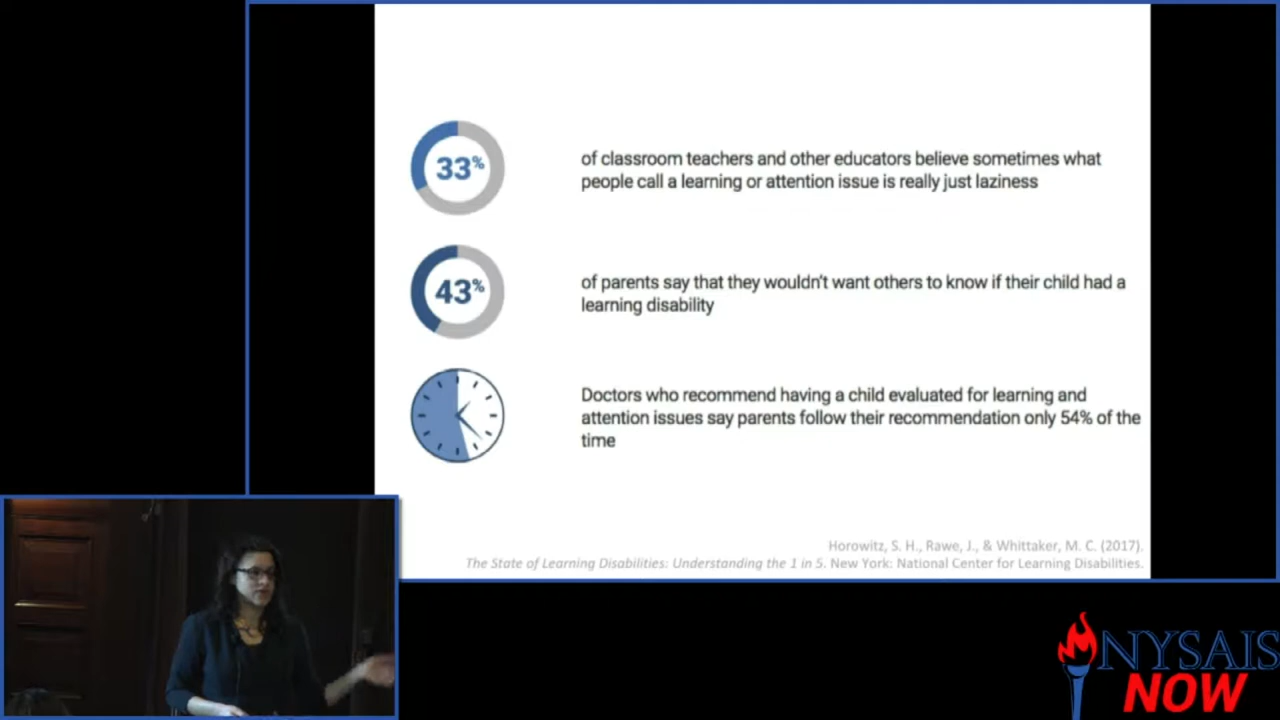 33%
of classroom teachers and other educators believe sometimes what
people call a learning or attention issue is really just laziness
43%
of parents say that they wouldn't want others to know if their child had a
learning disability
Doctors who recommend having a child evaluated for learning and
attention issues say parents follow their recommendation only 54% of the
time
Horowitz, S. H., Rawe, J., & Whittaker, M. C. (2017).
The State of Learning Disabilities: Understanding the 1 in 5. New York: National Center for Learning Disabilities.
NYSAIS
NOW